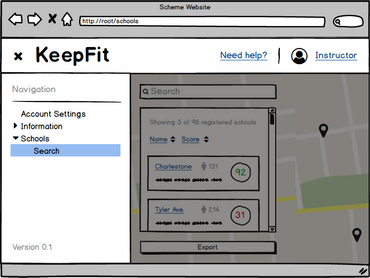 Scheme Website
http://root/schools
KeepFit
Need help?
Instructor
Navigation
Account Settings
Information
Schools
Search
Version 0.1
Search
Showing 3 of 98 registered schools
Name
Score
Charlestone
131
92
Tyler Ave.
214
31
Export